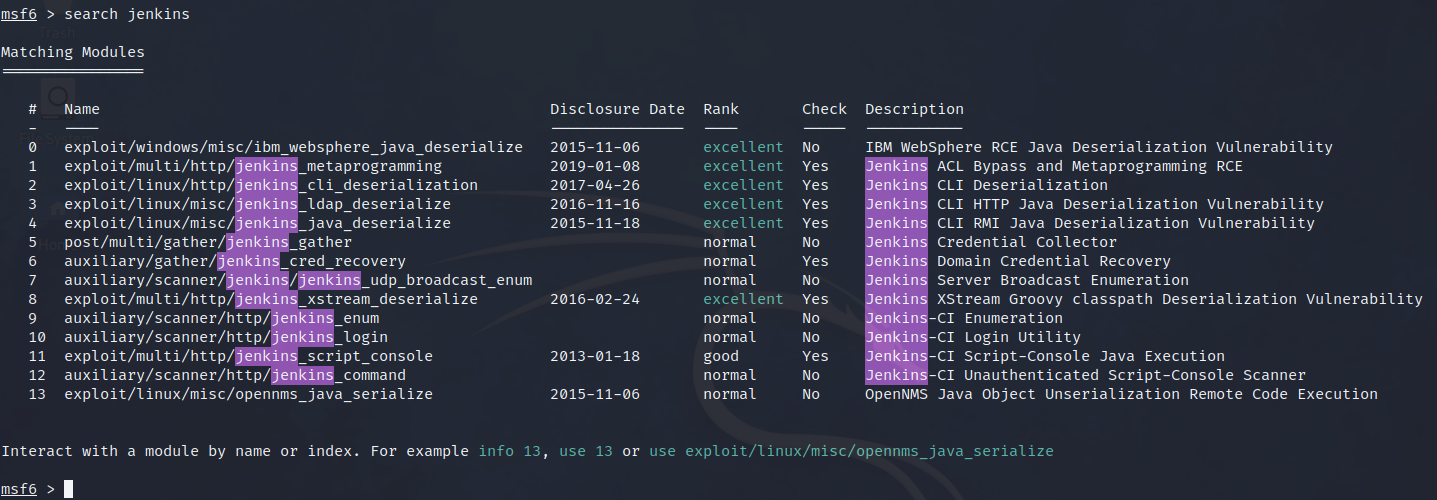 msf6 > search jenkins
Matching Modules
================
#   Name   Disclosure Date   Rank   Check   Description
-   ----   ---------------   ----   -----   -----------
0   exploit/windows/misc/ibm_websphere_java_deserialize   2015-11-06   excellent   No   IBM WebSphere RCE Java Deserialization Vulnerability
1   exploit/multi/http/jenkins_metaprogramming   2019-01-08   excellent   Yes   Jenkins ACL Bypass and Metaprogramming RCE
2   exploit/linux/http/jenkins_cli_deserialization   2017-04-26   excellent   Yes   Jenkins CLI Deserialization
3   exploit/linux/misc/jenkins_ldap_deserialize   2016-11-16   excellent   Yes   Jenkins CLI HTTP Java Deserialization Vulnerability
4   exploit/linux/misc/jenkins_java_deserialize   2015-11-18   excellent   Yes   Jenkins CLI RMI Java Deserialization Vulnerability
5   post/multi/gather/jenkins_gather   normal   No   Jenkins Credential Collector
6   auxiliary/gather/jenkins_cred_recovery   normal   Yes   Jenkins Domain Credential Recovery
7   auxiliary/scanner/jenkins/jenkins_udp_broadcast_enum   normal   No   Jenkins Server Broadcast Enumeration
8   exploit/multi/http/jenkins_xstream_deserialize   2016-02-24   excellent   Yes   Jenkins XStream Groovy classpath Deserialization Vulnerability
9   auxiliary/scanner/http/jenkins_enum   normal   No   Jenkins-CI Enumeration
10   auxiliary/scanner/http/jenkins_login   normal   No   Jenkins-CI Login Utility
11   exploit/multi/http/jenkins_script_console   2013-01-18   good   Yes   Jenkins-CI Script-Console Java Execution
12   auxiliary/scanner/http/jenkins_command   normal   No   Jenkins-CI Unauthenticated Script-Console Scanner
13   exploit/linux/misc/opennms_java_serialize   2015-11-06   normal   No   OpenNMS Java Object Unserialization Remote Code Execution
Interact with a module by name or index. For example info 13, use 13 or use exploit/linux/misc/opennms_java_serialize
msf6 >